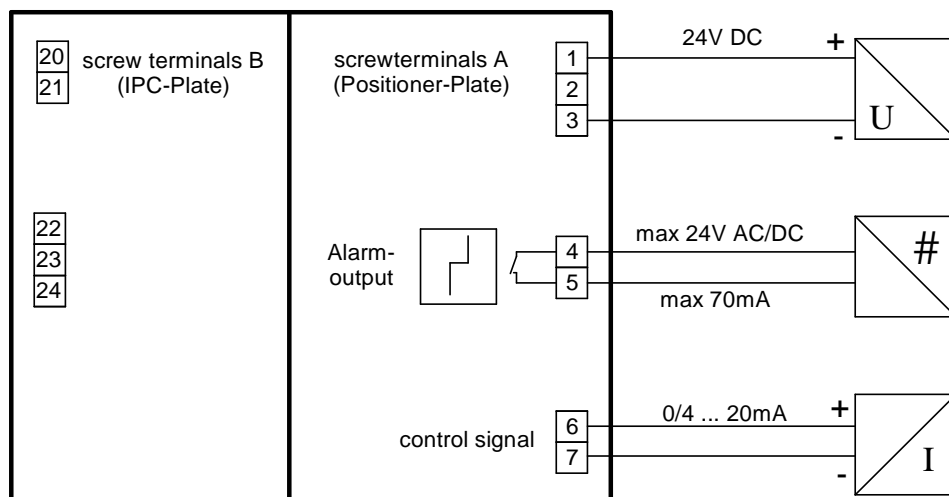 20
21
screw terminals B
(IPC-Plate)
screwterminals A
(Positioner-Plate)
1
2
3
24V DC
+
-
U
22
23
24
Alarm-
output
4
5
max 24V AC/DC
max 70mA
#
control signal
6
7
0/4 ... 20mA
+
-
I